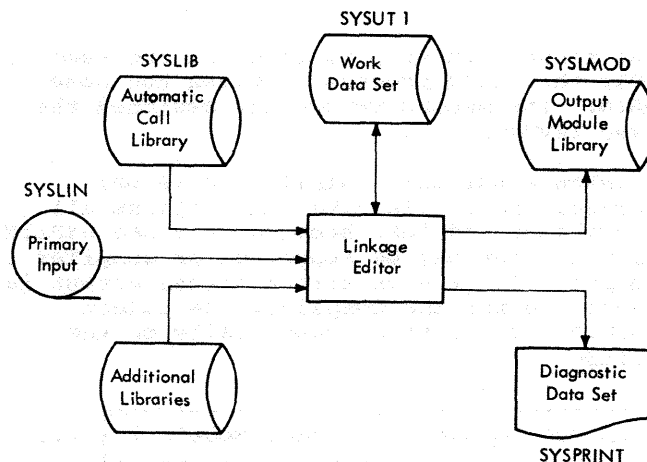 SYSUT 1
Work
Data Set
SYSLIB
Automatic
Call
Library
SYSLMOD
Output
Module
Library
SYSLIN
Primary
Input
Linkage
Editor
Additional
Libraries
Diagnostic
Data Set
SYSPRINT